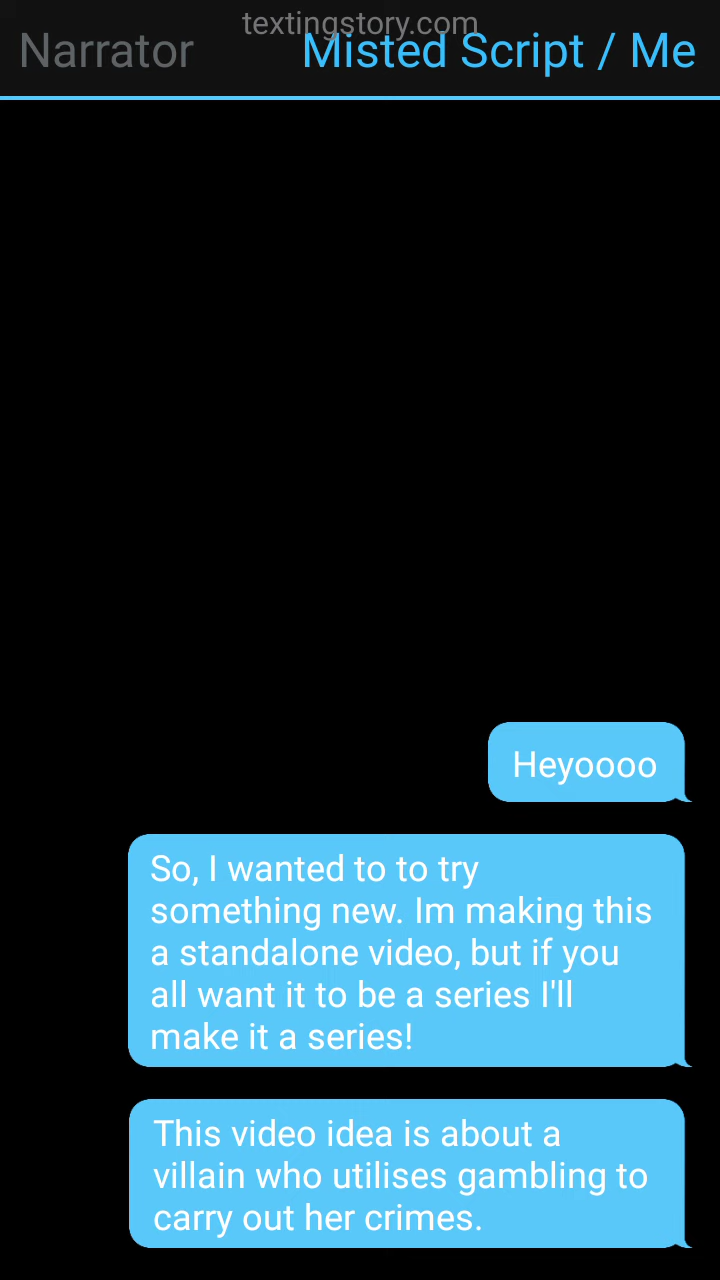 textingstory.com
Narrator Misted Script / Me
Heyoooo
So, I wanted to to try
something new. Im making this
a standalone video, but if you
all want it to be a series I'll
make it a series!
This video idea is about a
villain who utilises gambling to
carry out her crimes.